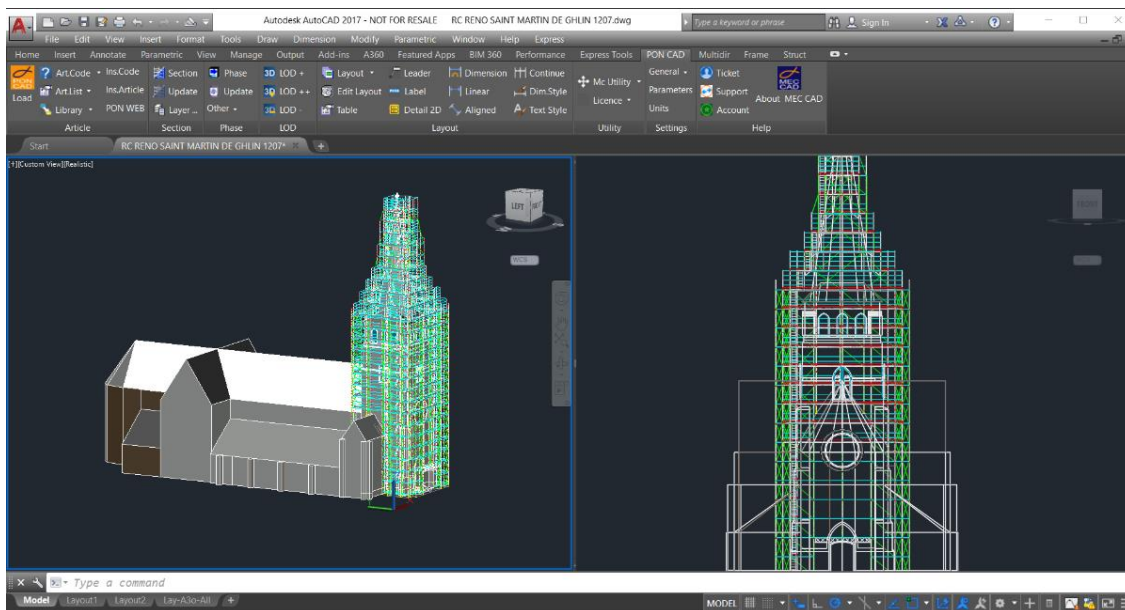 Autodesk AutoCAD 2017 - NOT FOR RESALE RC RENO SAINT MARTIN DE GHLIN 1207.dwg Type a keyword or phrase Sign In
File Edit View Insert Format Tools Draw Dimension Modify Parametric Window Help Express
Home Insert Annotate Parametric View Manage Output Add-ins A360 Featured Apps BIM 360 Performance Express Tools PON CAD Multidir Frame Struct
PON CAD Load
Art.Code Ins.Code Section Phase 3D LOD + Layout Leader Dimension Continue Mc Utility General Ticket
Art.List Ins.Article Update Update 3D LOD ++ Edit Layout Label Linear Dim.Style Licence Parameters Support
Library PON WEB Layer ... Other 3D LOD - Table Detail 2D Aligned Text Style Units Account
MEC CAD About MEC CAD
Article Section Phase LOD Layout Utility Settings Help
Start RC RENO SAINT MARTIN DE GHLIN 1207* +
[+][Custom View][Realistic]
LEFT
FRONT
WCS
Type a command
Model Layout1 Layout2 Lay-A3o-All + MODEL